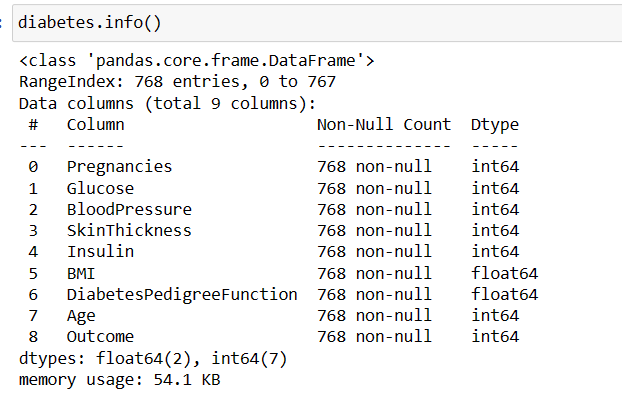 : diabetes.info()
<class 'pandas.core.frame.DataFrame'>
RangeIndex: 768 entries, 0 to 767
Data columns (total 9 columns):
 #   Column                    Non-Null Count  Dtype
---  ------                    --------------  -----
 0   Pregnancies               768 non-null    int64
 1   Glucose                   768 non-null    int64
 2   BloodPressure             768 non-null    int64
 3   SkinThickness             768 non-null    int64
 4   Insulin                   768 non-null    int64
 5   BMI                       768 non-null    float64
 6   DiabetesPedigreeFunction  768 non-null    float64
 7   Age                       768 non-null    int64
 8   Outcome                   768 non-null    int64
dtypes: float64(2), int64(7)
memory usage: 54.1 KB